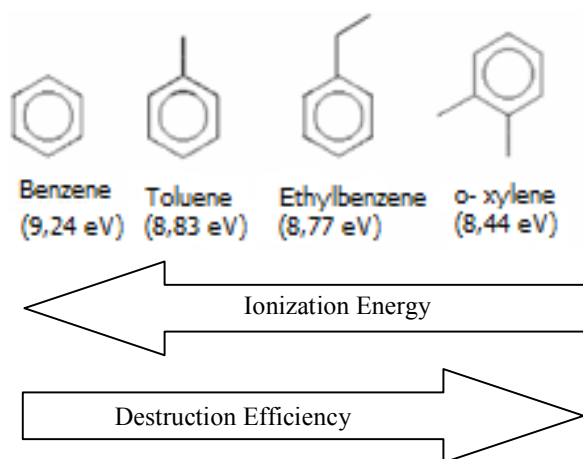 Benzene Toluene Ethylbenzene o- xylene
(9,24 eV) (8,83 eV) (8,77 eV) (8,44 eV)
Ionization Energy
Destruction Efficiency